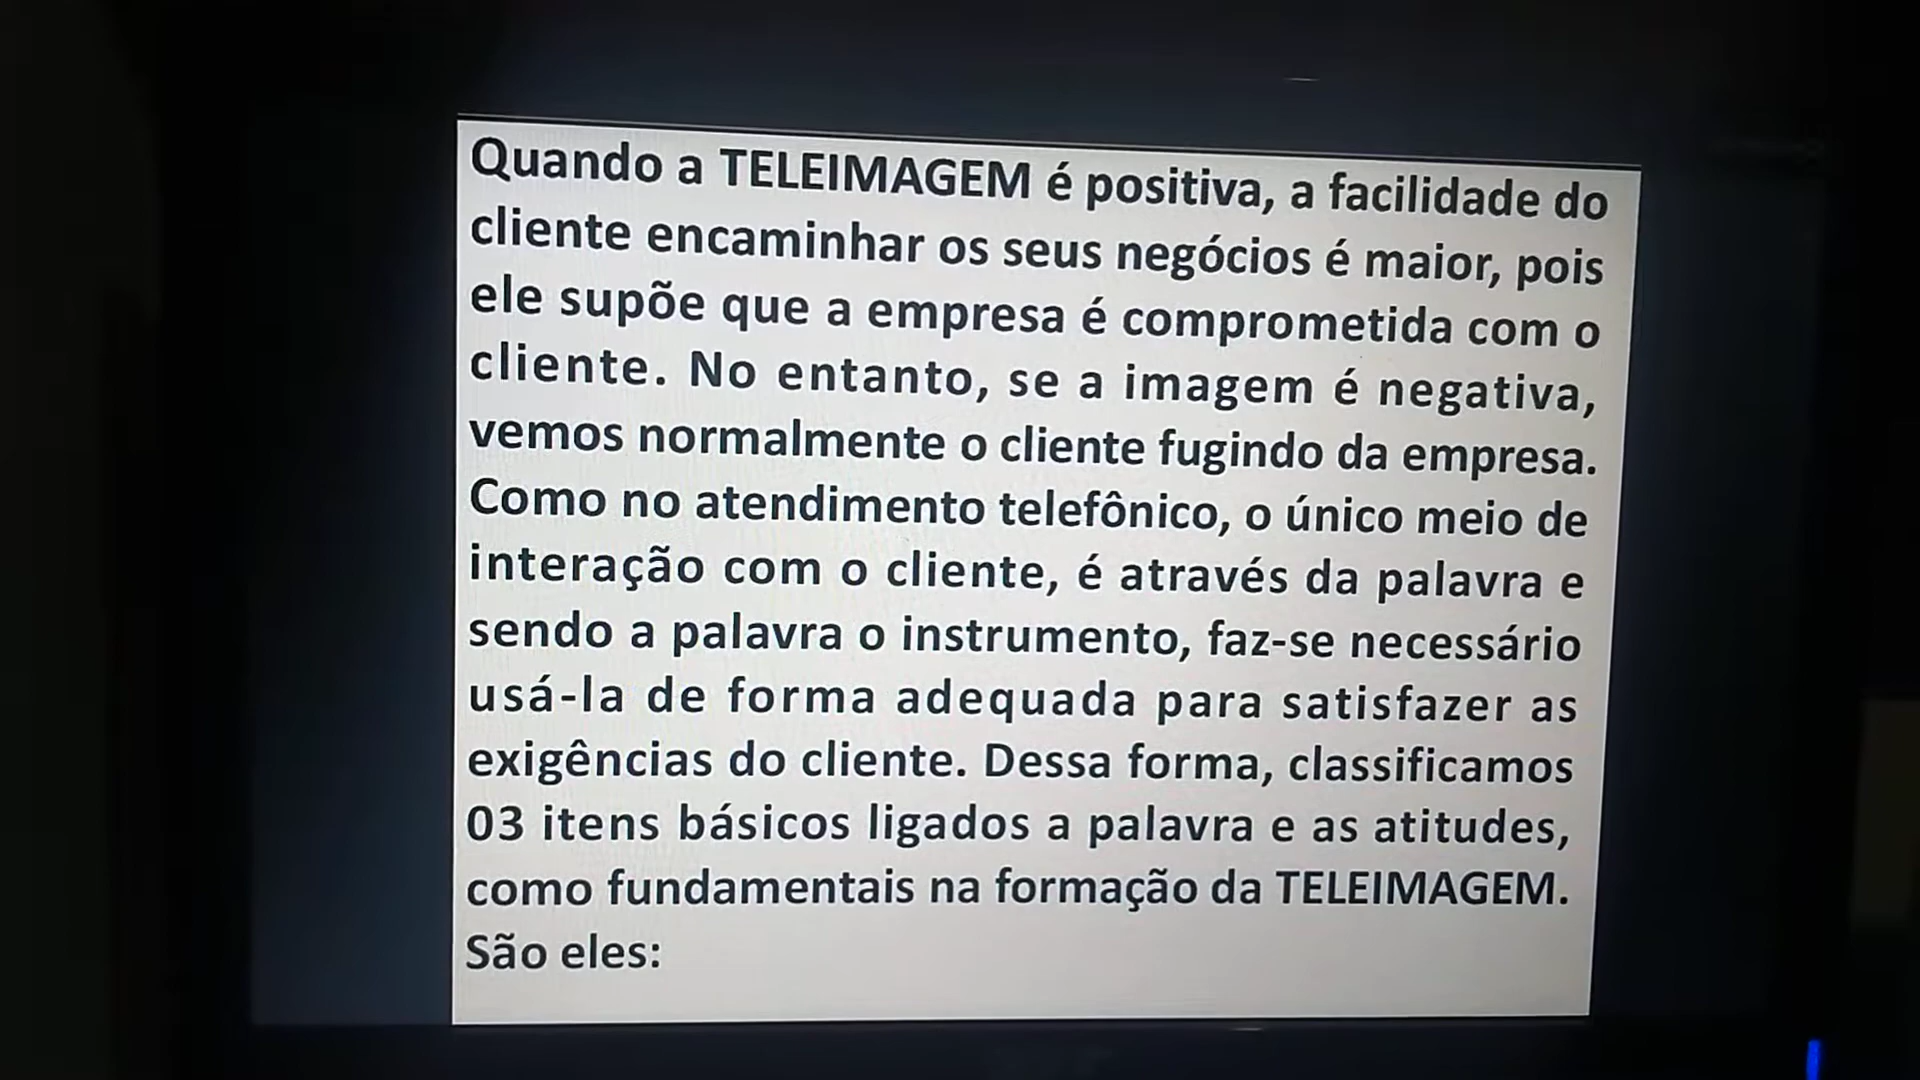 Quando a TELEIMAGEM é positiva, a facilidade do
cliente encaminhar os seus negócios é maior, pois
ele supõe que a empresa é comprometida com o
cliente. No entanto, se a imagem é negativa,
vemos normalmente o cliente fugindo da empresa.
Como no atendimento telefônico, o único meio de
interação com o cliente, é através da palavra e
sendo a palavra o instrumento, faz-se necessário
usá-la de forma adequada para satisfazer as
exigências do cliente. Dessa forma, classificamos
03 itens básicos ligados a palavra e as atitudes,
como fundamentais na formação da TELEIMAGEM.
São eles: